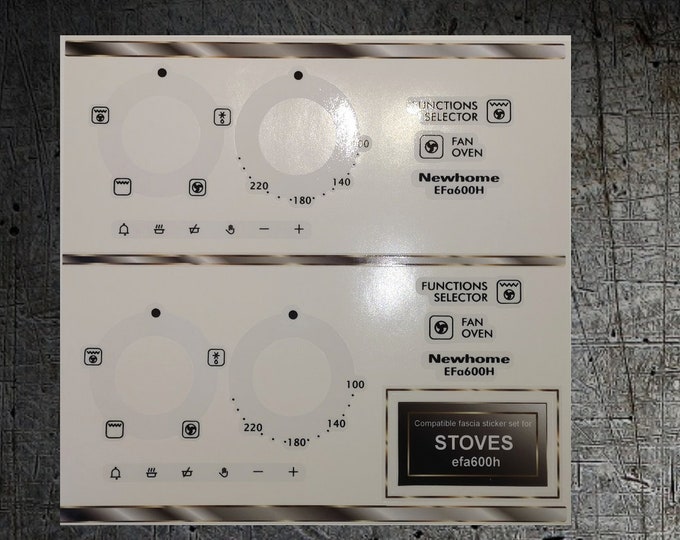 FUNCTIONS
SELECTOR
FAN
OVEN
220
180
140
Newhome
EFa600H
− +
FUNCTIONS
SELECTOR
FAN
OVEN
Newhome
EFa600H
100
220
180
140
− +
Compatible fascia sticker set for
STOVES
efa600h